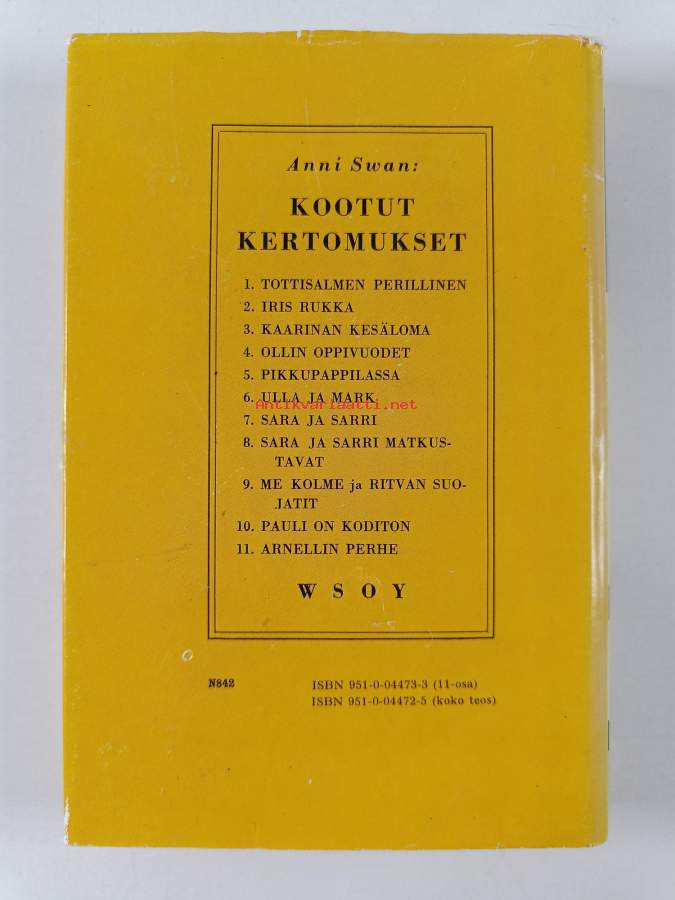 Anni Swan:
KOOTUT
KERTOMUKSET
1. TOTTISALMEN PERILLINEN
2. IRIS RUKKA
3. KAARINAN KESÄLOMA
4. OLLIN OPPIVUODET
5. PIKKUPAPPILASSA
6. ULLA JA MARK
Antikvariaatti.net
7. SARA JA SARRI
8. SARA JA SARRI MATKUS-
TAVAT
9. ME KOLME ja RITVAN SUO-
JATIT
10. PAULI ON KODITON
11. ARNELLIN PERHE
WSOY
N842
ISBN 951-0-04473-3 (11-osa)
ISBN 951-0-04472-5 (koko teos)